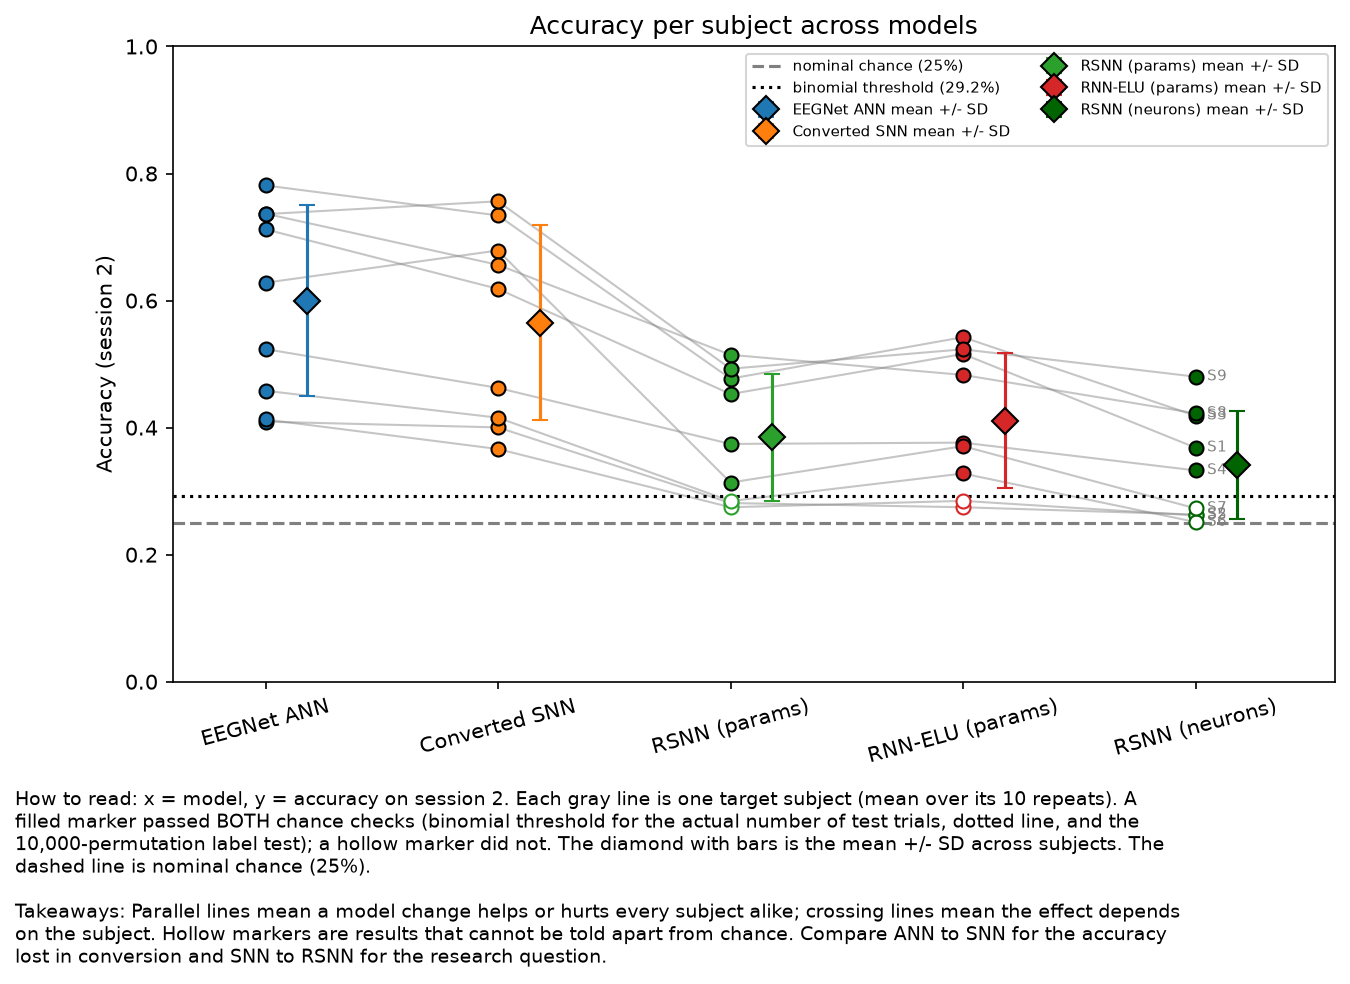 Accuracy per subject across models
nominal chance (25%)
binomial threshold (29.2%)
EEGNet ANN mean +/- SD
Converted SNN mean +/- SD
RSNN (params) mean +/- SD
RNN-ELU (params) mean +/- SD
RSNN (neurons) mean +/- SD
Accuracy (session 2)
1.0
0.8
0.6
0.4
0.2
0.0
S9
S1
S4
S7
EEGNet ANN
Converted SNN
RSNN (params)
RNN-ELU (params)
RSNN (neurons)
How to read: x = model, y = accuracy on session 2. Each gray line is one target subject (mean over its 10 repeats). A
filled marker passed BOTH chance checks (binomial threshold for the actual number of test trials, dotted line, and the
10,000-permutation label test); a hollow marker did not. The diamond with bars is the mean +/- SD across subjects. The
dashed line is nominal chance (25%).
Takeaways: Parallel lines mean a model change helps or hurts every subject alike; crossing lines mean the effect depends
on the subject. Hollow markers are results that cannot be told apart from chance. Compare ANN to SNN for the accuracy
lost in conversion and SNN to RSNN for the research question.